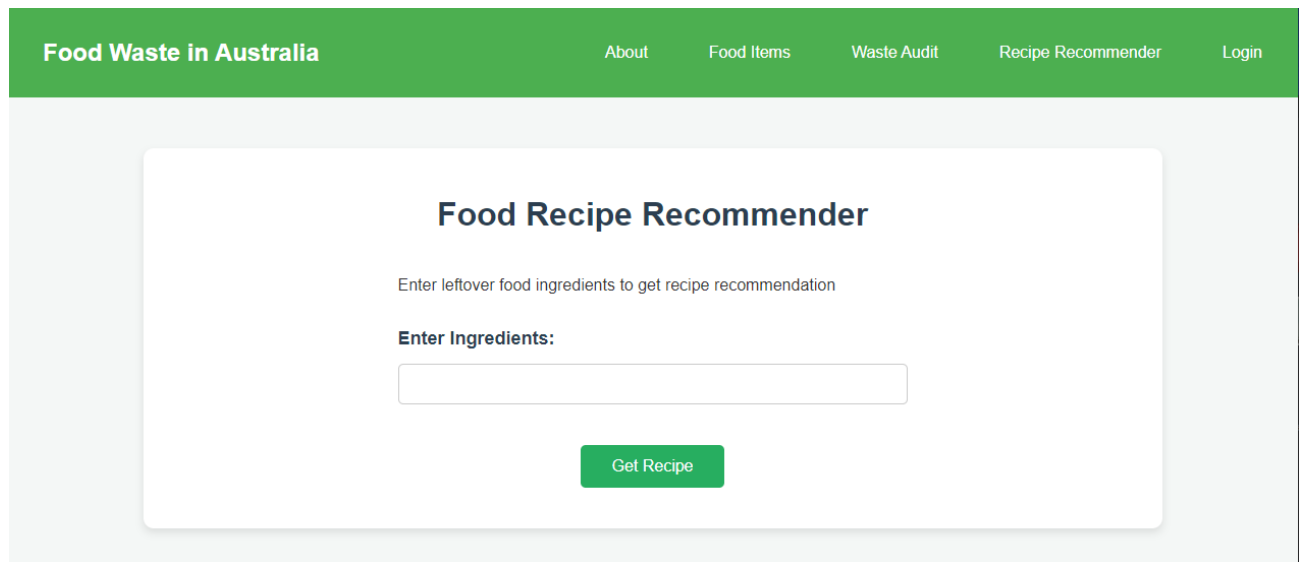 Food Waste in Australia About Food Items Waste Audit Recipe Recommender Login
Food Recipe Recommender
Enter leftover food ingredients to get recipe recommendation
Enter Ingredients:
Get Recipe